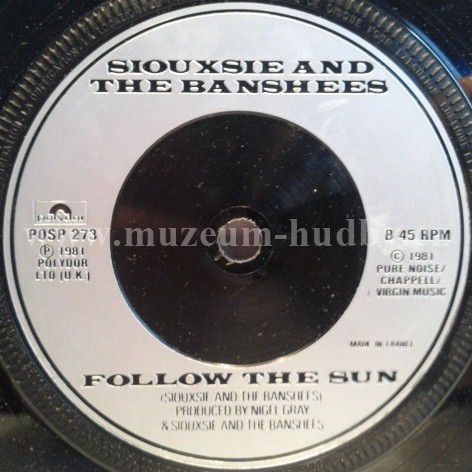 SIOUXSIE AND
THE BANSHEES
polydor
POSP 273
℗ 1981
POLYDOR
LTD (U.K.)
www.muzeum-hudb
B 45 RPM
© 1981
PURE NOISE/
CHAPPELL/
VIRGIN MUSIC
MADE IN FRANCE
FOLLOW THE SUN
(SIOUXSIE AND THE BANSHEES)
PRODUCED BY NIGEL GRAY
& SIOUXSIE AND THE BANSHEES